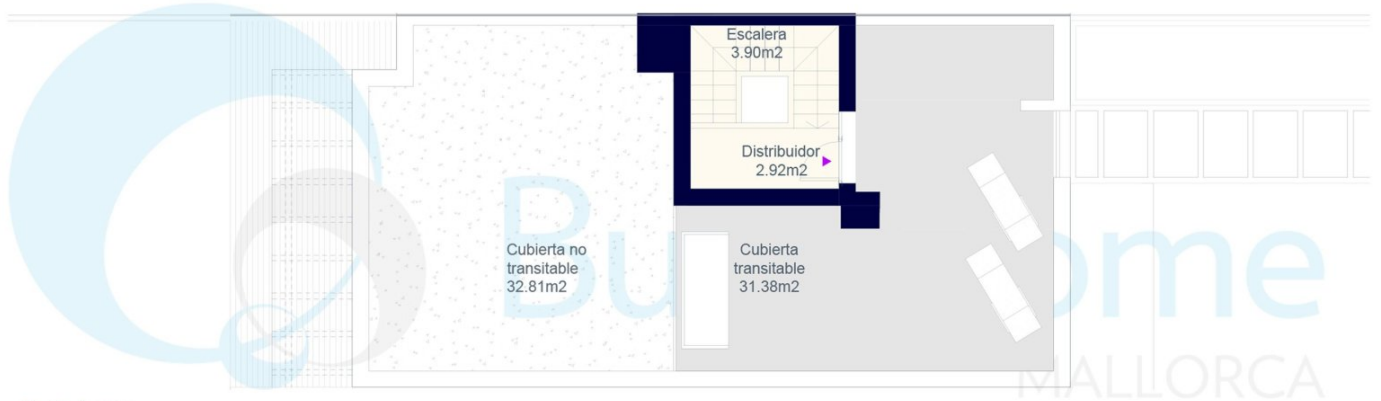 Escalera
3.90m2
Distribuidor
2.92m2
Cubierta no
transitable
32.81m2
Cubierta
transitable
31.38m2
MALLORCA